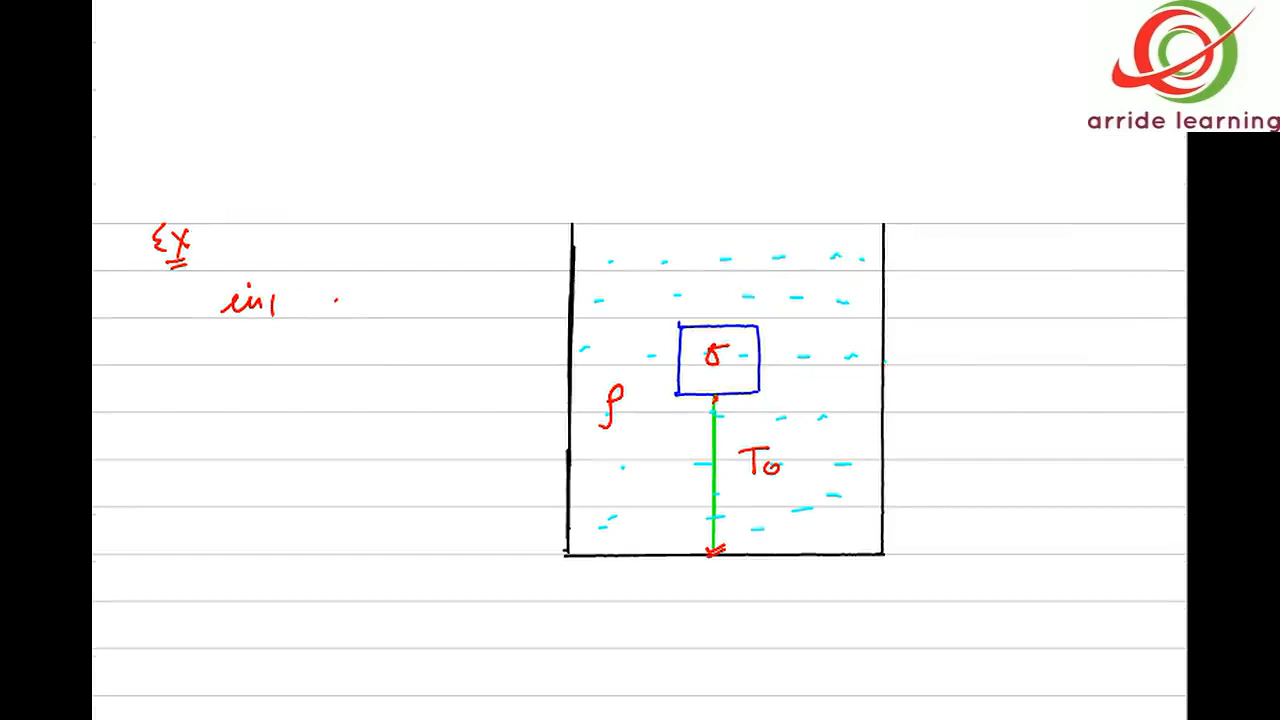 arride learning
Ex
σ
ρ
T₀